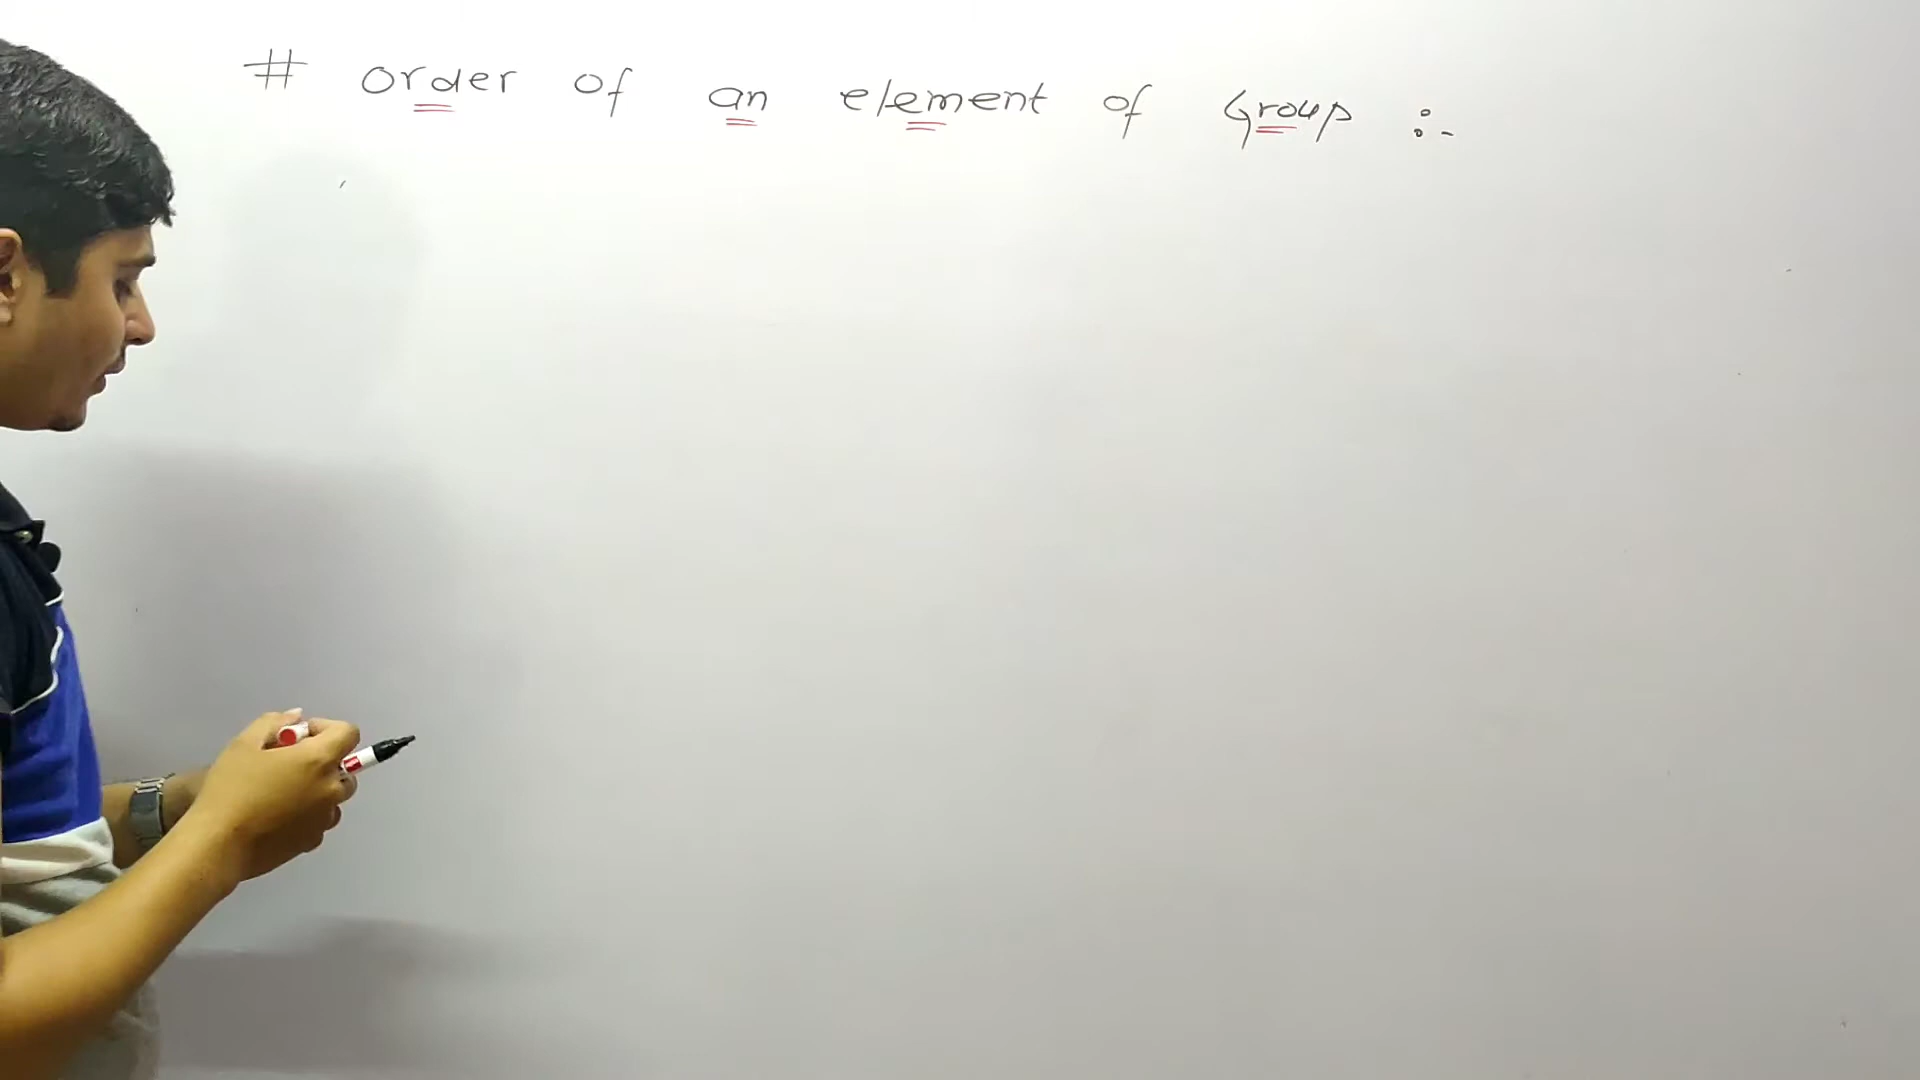 # order of an element of Group :-